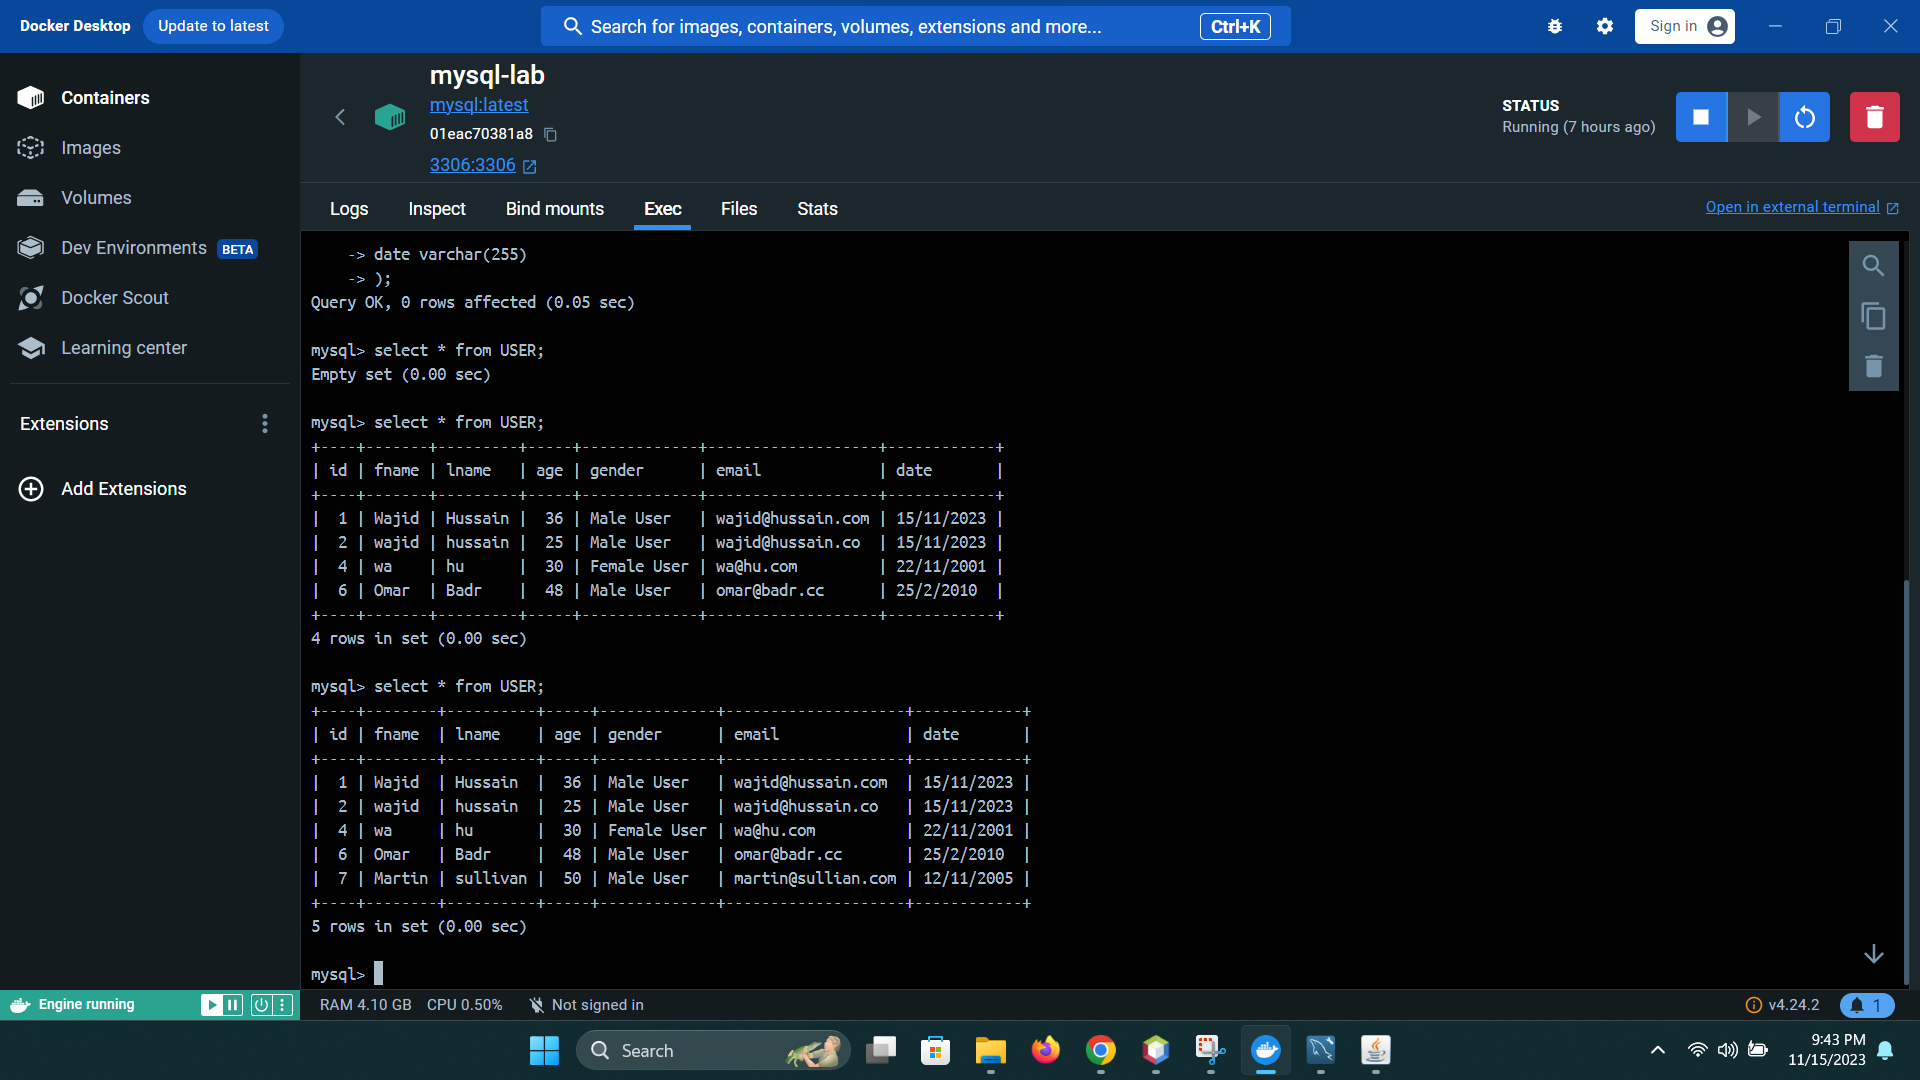 Docker Desktop
Update to latest
Search for images, containers, volumes, extensions and more...
Ctrl+K
Sign in
Containers
Images
Volumes
Dev Environments BETA
Docker Scout
Learning center
Extensions
Add Extensions
mysql-lab
mysql:latest
01eac70381a8
3306:3306
STATUS
Running (7 hours ago)
Logs Inspect Bind mounts Exec Files Stats
Open in external terminal
    -> date varchar(255)
    -> );
Query OK, 0 rows affected (0.05 sec)

mysql> select * from USER;
Empty set (0.00 sec)

mysql> select * from USER;
+----+-------+---------+-----+-------------+-------------------+------------+
| id | fname | lname   | age | gender      | email             | date       |
+----+-------+---------+-----+-------------+-------------------+------------+
|  1 | Wajid | Hussain |  36 | Male User   | wajid@hussain.com | 15/11/2023 |
|  2 | wajid | hussain |  25 | Male User   | wajid@hussain.co  | 15/11/2023 |
|  4 | wa    | hu      |  30 | Female User | wa@hu.com         | 22/11/2001 |
|  6 | Omar  | Badr    |  48 | Male User   | omar@badr.cc      | 25/2/2010  |
+----+-------+---------+-----+-------------+-------------------+------------+
4 rows in set (0.00 sec)

mysql> select * from USER;
+----+--------+----------+-----+-------------+--------------------+------------+
| id | fname  | lname    | age | gender      | email              | date       |
+----+--------+----------+-----+-------------+--------------------+------------+
|  1 | Wajid  | Hussain  |  36 | Male User   | wajid@hussain.com  | 15/11/2023 |
|  2 | wajid  | hussain  |  25 | Male User   | wajid@hussain.co   | 15/11/2023 |
|  4 | wa     | hu       |  30 | Female User | wa@hu.com          | 22/11/2001 |
|  6 | Omar   | Badr     |  48 | Male User   | omar@badr.cc       | 25/2/2010  |
|  7 | Martin | sullivan |  50 | Male User   | martin@sullian.com | 12/11/2005 |
+----+--------+----------+-----+-------------+--------------------+------------+
5 rows in set (0.00 sec)

mysql>
Engine running
RAM 4.10 GB CPU 0.50% Not signed in
v4.24.2
1
Search
9:43 PM
11/15/2023